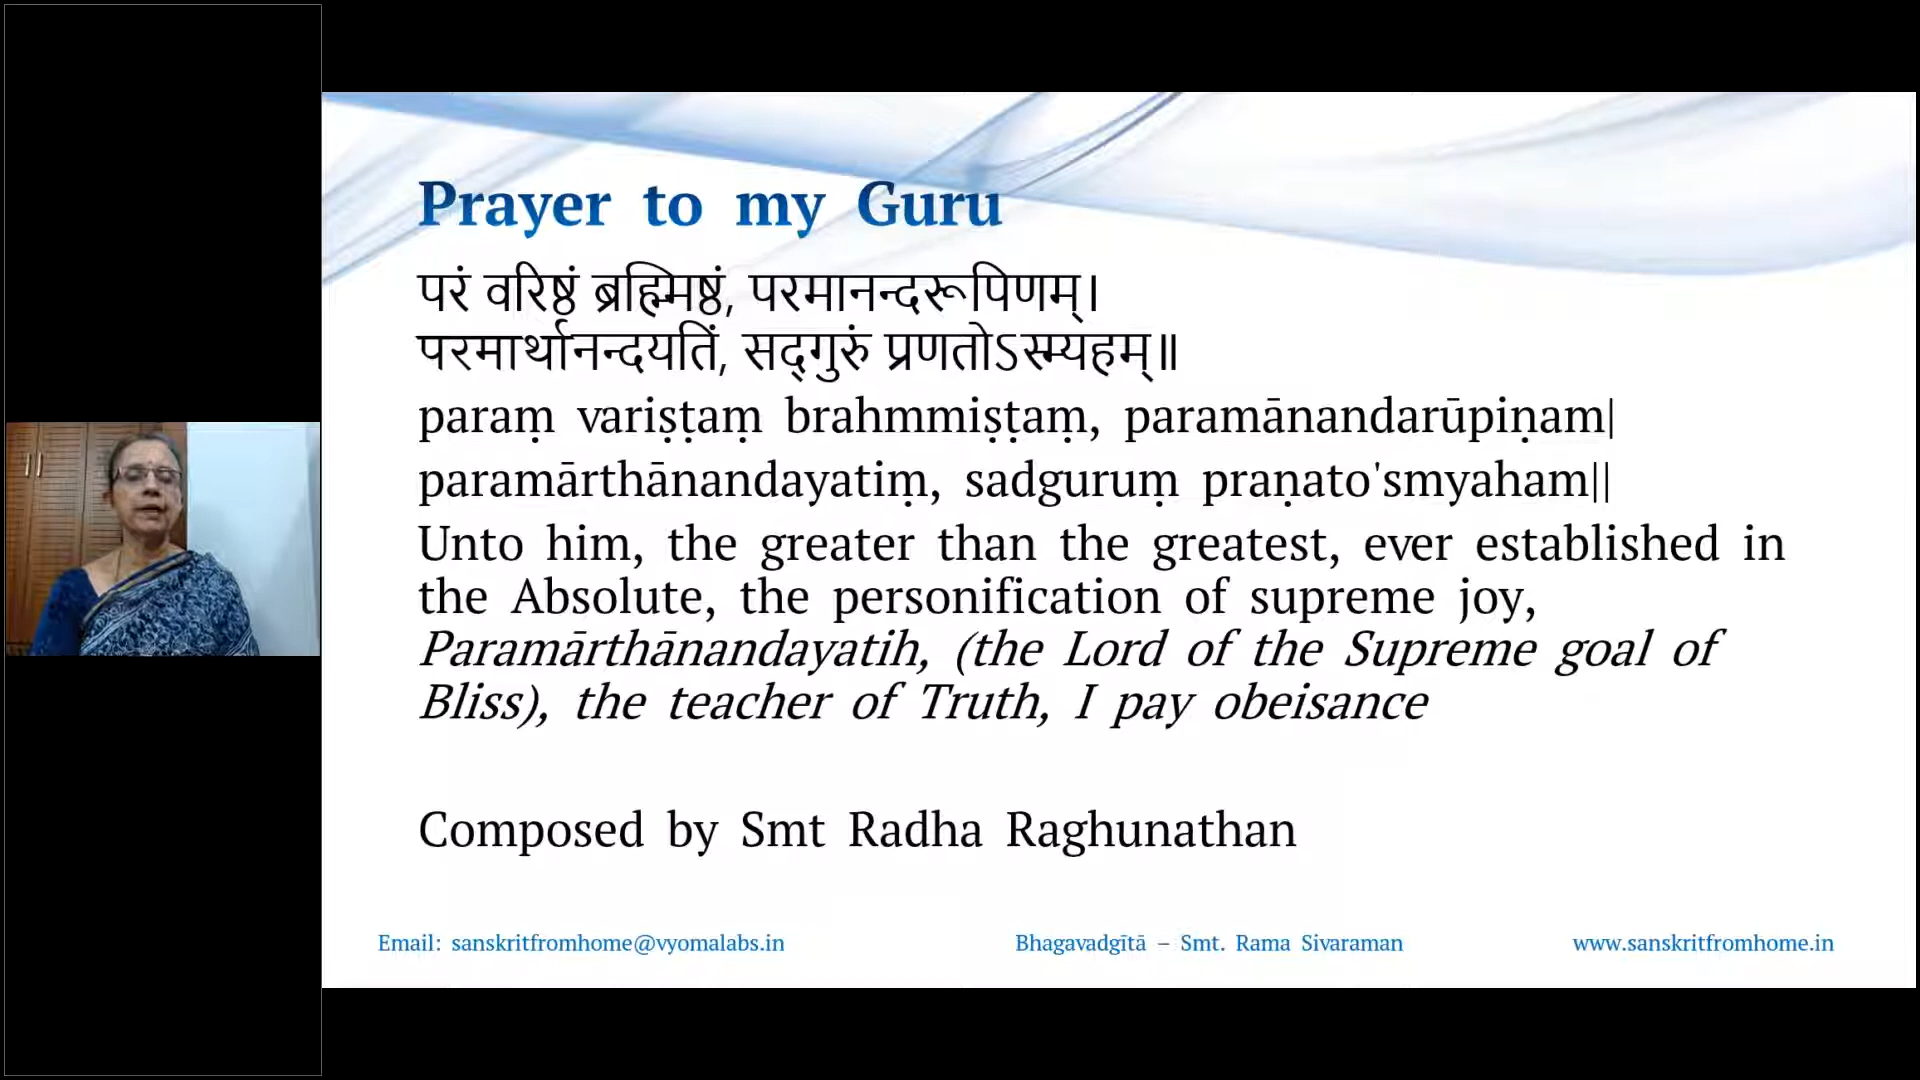 Prayer to my Guru
परं वरिष्ठं ब्रह्मिष्ठं, परमानन्दरूपिणम्।
परमार्थानन्दयतिं, सद्गुरुं प्रणतोऽस्म्यहम्॥
paraṃ variṣṭaṃ brahmmiṣṭaṃ, paramānandarūpiṇam|
paramārthānandayatiṃ, sadguruṃ praṇato'smyaham||
Unto him, the greater than the greatest, ever established in
the Absolute, the personification of supreme joy,
Paramārthānandayatih, (the Lord of the Supreme goal of
Bliss), the teacher of Truth, I pay obeisance
Composed by Smt Radha Raghunathan
Email: sanskritfromhome@vyomalabs.in Bhagavadgītā – Smt. Rama Sivaraman www.sanskritfromhome.in